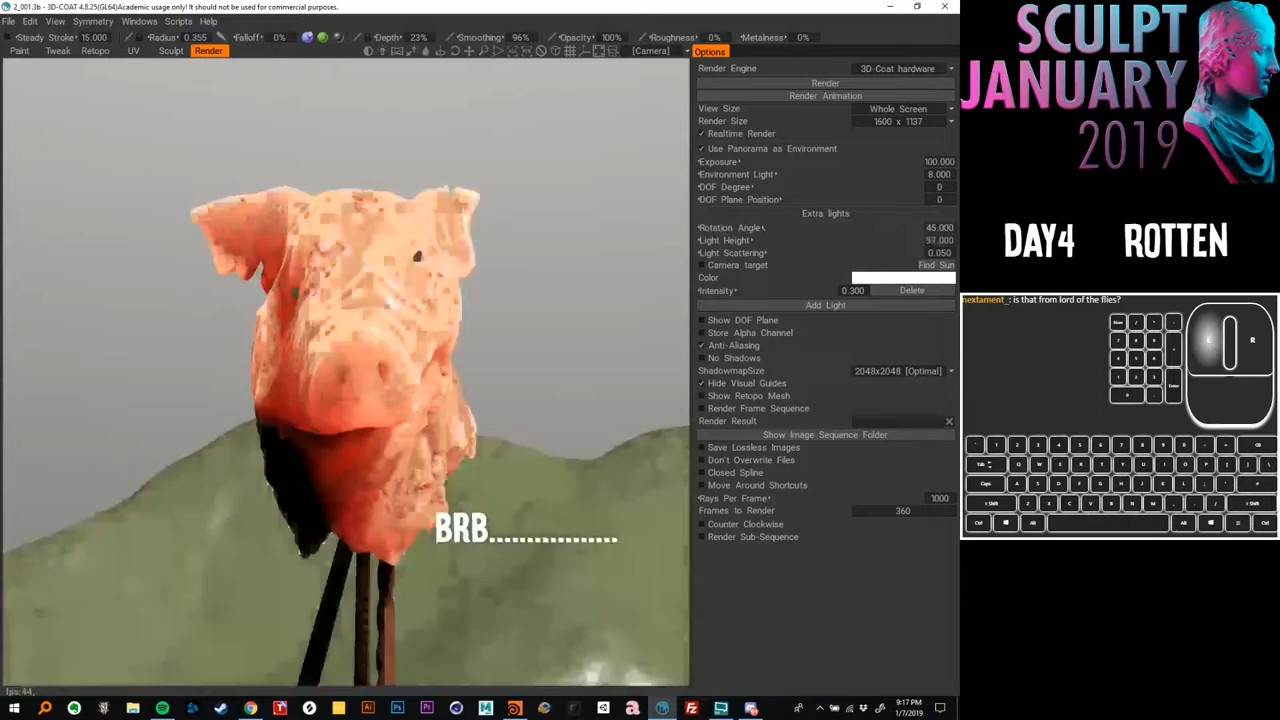 2_001.3b - 3D-COAT 4.8.25(GL64)Academic usage only! It should not be used for commercial purposes.
File Edit View Symmetry Windows Scripts Help
Steady Stroke 15.000 Radius 0.355 Falloff 0% Depth 23% Smoothing 96% Opacity 100% Roughness 0% Metalness 0%
Paint Tweak Retopo UV Sculpt Render [Camera] Options
Render Engine 3D-Coat hardware
Render
Render Animation
View Size Whole Screen
Render Size 1600 x 1137
Realtime Render
Use Panorama as Environment
Exposure 100.000
Environment Light 8.000
DOF Degree 0
DOF Plane Position 0
Extra lights
Rotation Angle 45.000
Light Height 57.000
Light Scattering 0.050
Camera target Find Sun
Color
Intensity 0.300 Delete
Add Light
Show DOF Plane
Store Alpha Channel
Anti-Aliasing
No Shadows
ShadowmapSize 2048x2048 [Optimal]
Hide Visual Guides
Show Retopo Mesh
Render Frame Sequence
Render Result
Show Image Sequence Folder
Save Lossless Images
Don't Overwrite Files
Closed Spline
Move Around Shortcuts
Rays Per Frame 1000
Frames to Render 360
Counter Clockwise
Render Sub-Sequence
BRB................
fps:44,
SCULPT
JANUARY
2019
DAY4 ROTTEN
nextament_: is that from lord of the flies?
L R
9:17 PM
1/7/2019